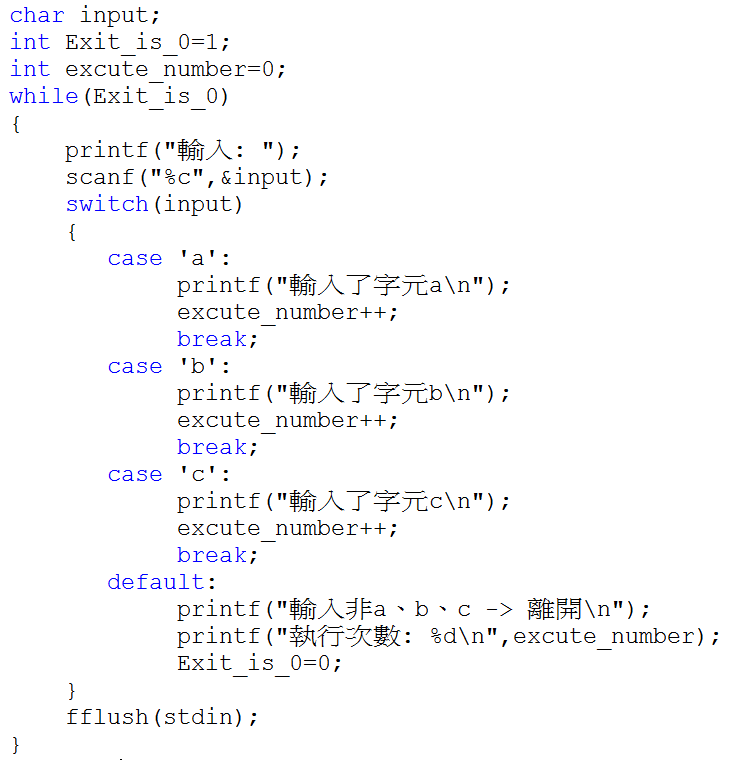 char input;
int Exit_is_0=1;
int excute_number=0;
while(Exit_is_0)
{
    printf("輸入: ");
    scanf("%c",&input);
    switch(input)
    {
       case 'a':
            printf("輸入了字元a\n");
            excute_number++;
            break;
       case 'b':
            printf("輸入了字元b\n");
            excute_number++;
            break;
       case 'c':
            printf("輸入了字元c\n");
            excute_number++;
            break;
       default:
            printf("輸入非a、b、c -> 離開\n");
            printf("執行次數: %d\n",excute_number);
            Exit_is_0=0;
    }
    fflush(stdin);
}